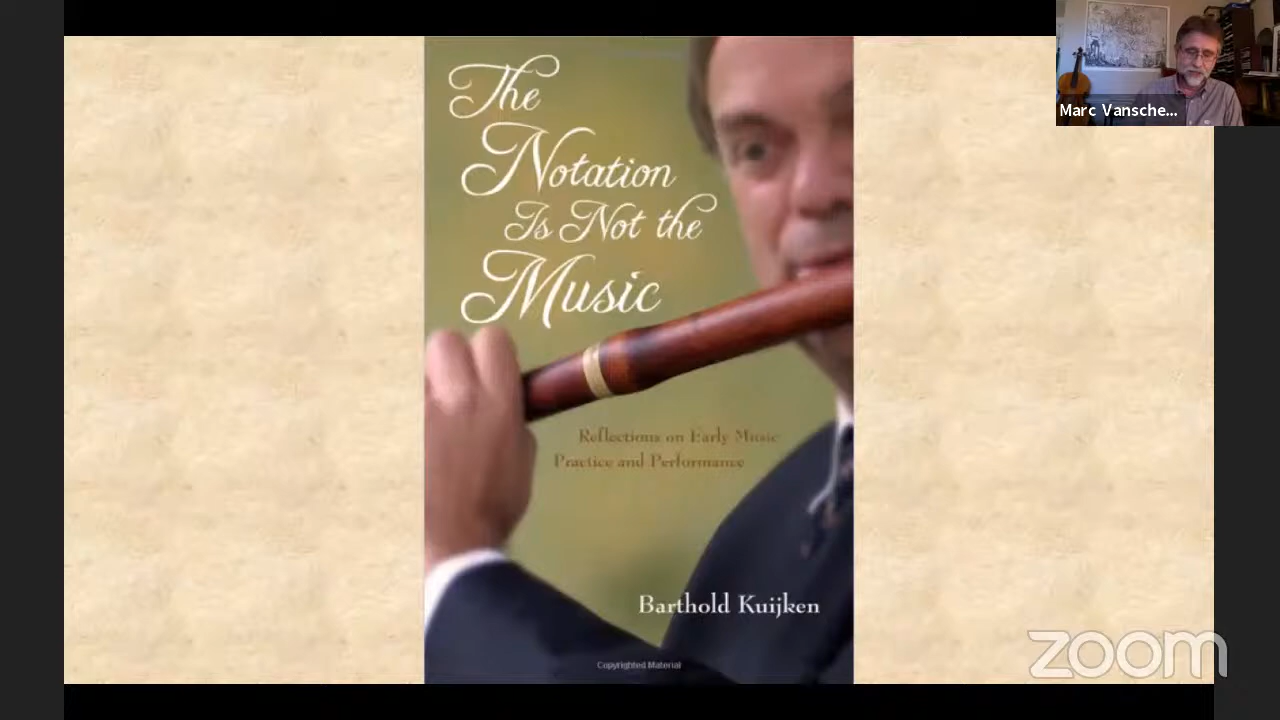 The
Notation
Is Not the
Music
Reflections on Early Music
Practice and Performance
Barthold Kuijken
Copyrighted Material
Marc Vansche...
zoom